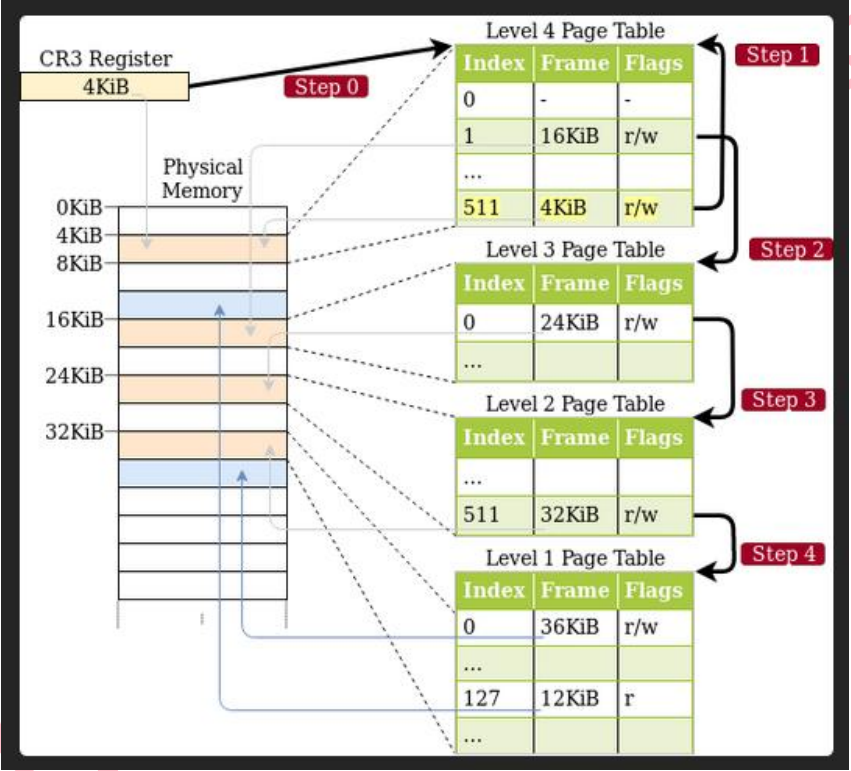 Level 4 Page Table
CR3 Register
4KiB
Step 0
Step 1
Index Frame Flags
0 - -
1 16KiB r/w
...
511 4KiB r/w
Physical
Memory
0KiB
4KiB
8KiB
16KiB
24KiB
32KiB
Step 2
Level 3 Page Table
Index Frame Flags
0 24KiB r/w
...
Step 3
Level 2 Page Table
Index Frame Flags
...
511 32KiB r/w
Step 4
Level 1 Page Table
Index Frame Flags
0 36KiB r/w
...
127 12KiB r
...